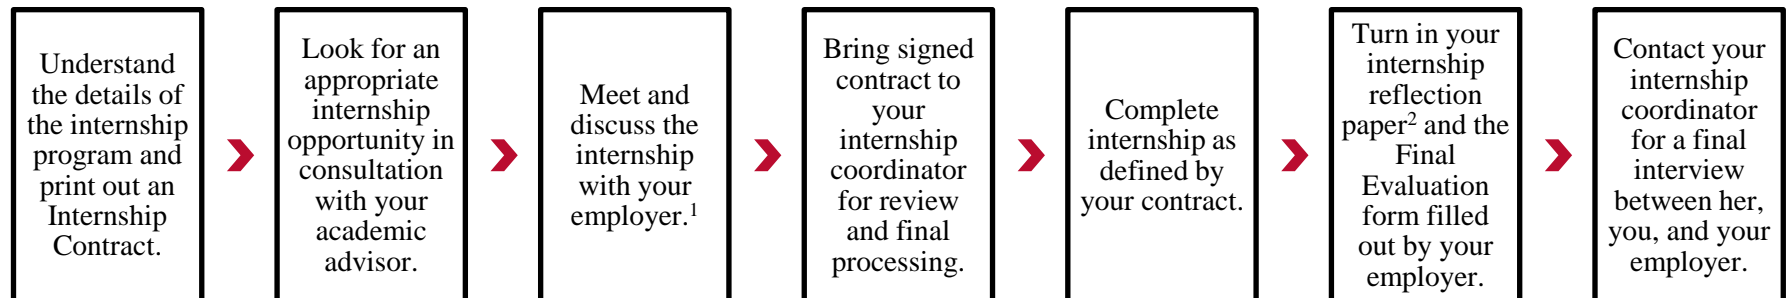 Understand
the details of
the internship
program and
print out an
Internship
Contract.
Look for an
appropriate
internship
opportunity in
consultation
with your
academic
advisor.
Meet and
discuss the
internship
with your
employer.¹
Bring signed
contract to
your
internship
coordinator
for review
and final
processing.
Complete
internship as
defined by
your contract.
Turn in your
internship
reflection
paper² and the
Final
Evaluation
form filled
out by your
employer.
Contact your
internship
coordinator
for a final
interview
between her,
you, and your
employer.